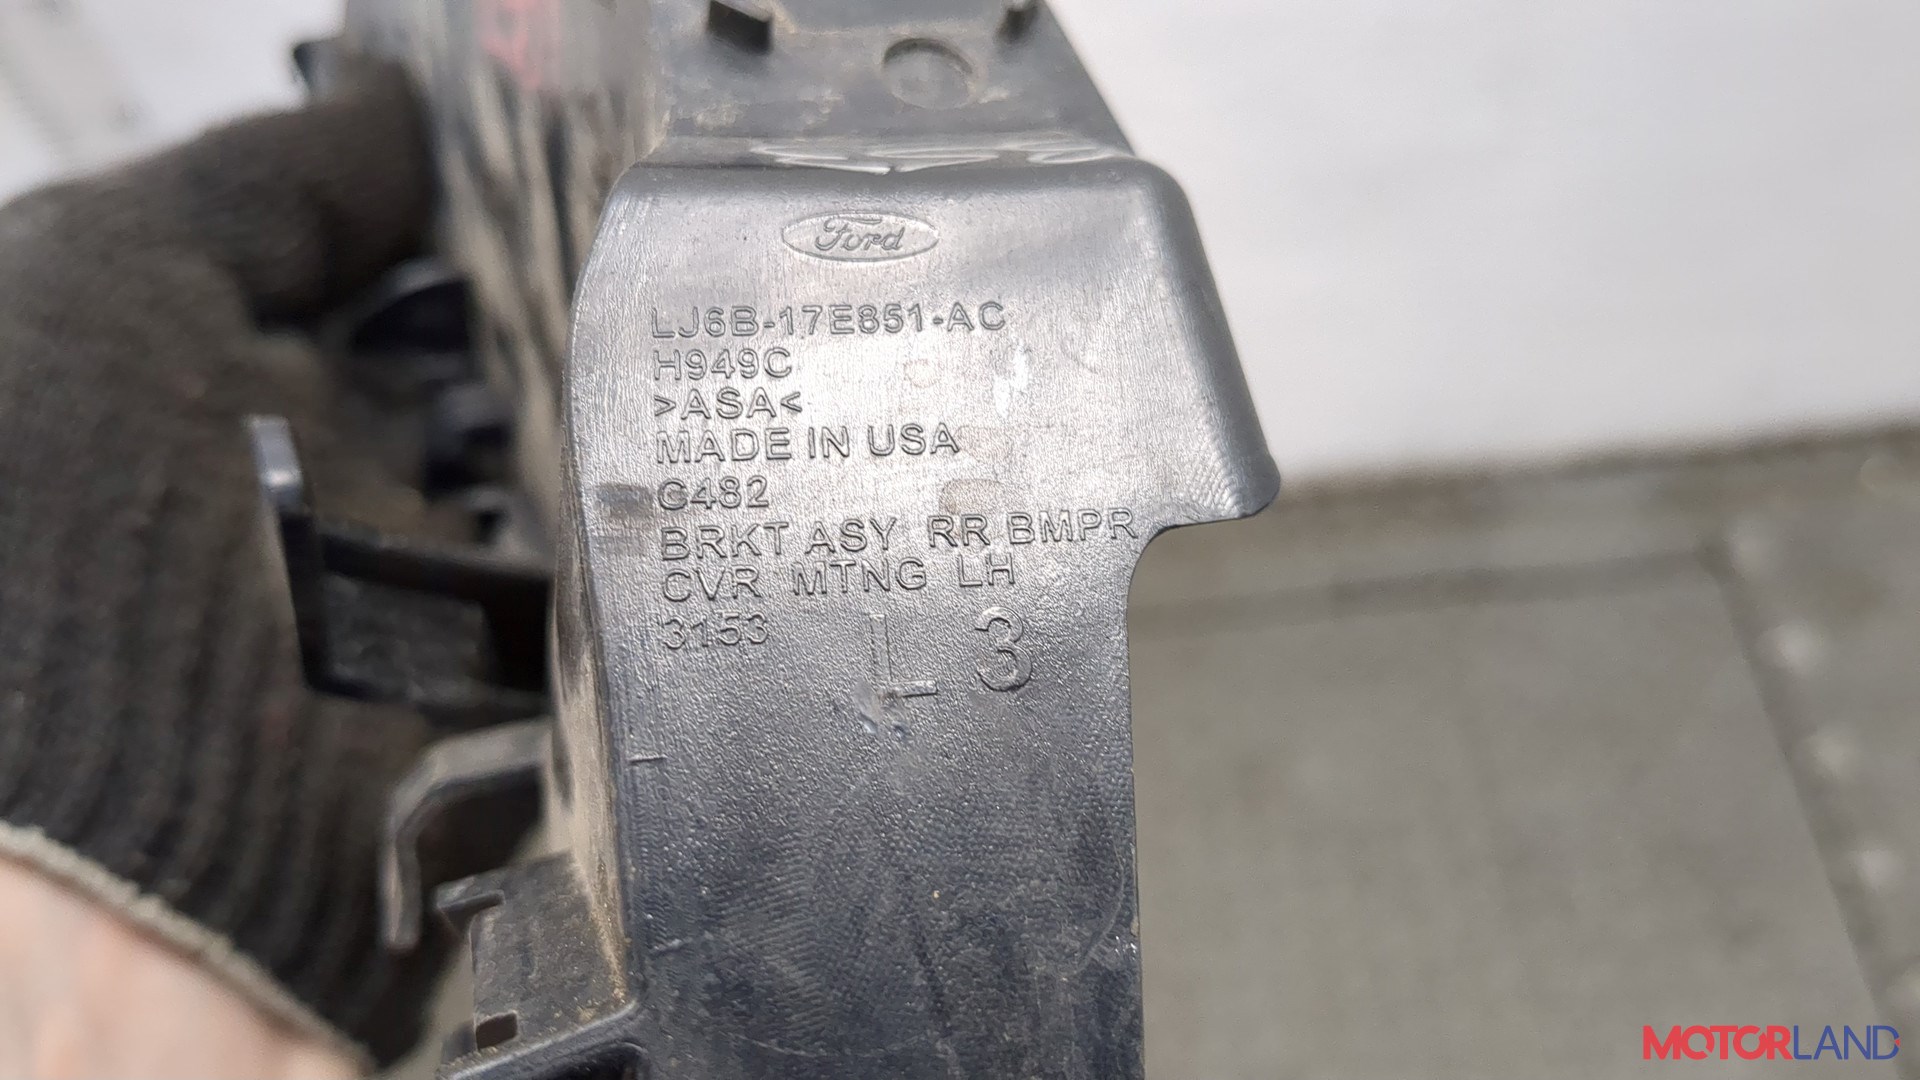 Ford
LJ6B-17E851-AC
H949C
>ASA<
MADE IN USA
C482
BRKT ASY RR BMPR
CVR MTNG LH
3153
L 3
MOTORLAND